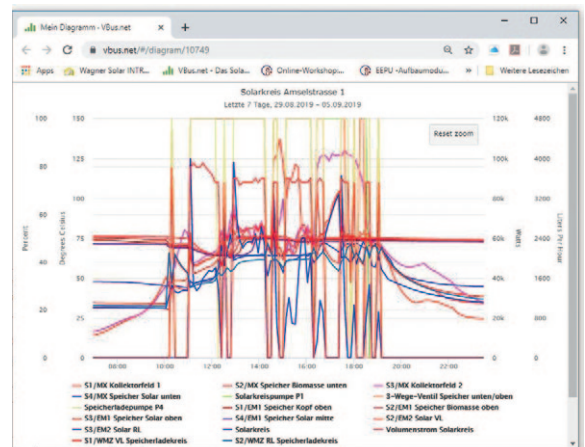 Mein Diagramm - VBus.net
vbus.net/#/diagram/10749
Apps
Wagner Solar INTR...
VBus.net - Das Sola...
Online-Workshop:...
EEPU -Aufbaumodu...
»
Weitere Lesezeichen
Solarkreis Amselstrasse 1
Letzte 7 Tage, 29.08.2019 – 05.09.2019
Reset zoom
100
80
60
40
20
0
Percent
150
125
100
75
50
25
0
Degrees Celsius
120k
100k
80k
60k
40k
20k
0
Watts
4800
4000
3200
2400
1600
800
0
Litres Per Hour
08:00
10:00
12:00
14:00
16:00
18:00
20:00
22:00
S1/MX Kollektorfeld 1
S2/MX Speicher Biomasse unten
S3/MX Kollektorfeld 2
S4/MX Speicher Solar unten
Solarkreispumpe P1
3-Wege-Ventil Speicher unten/oben
Speicherladepumpe P4
S1/EM1 Speicher Kopf oben
S2/EM1 Speicher Biomasse oben
S3/EM1 Speicher Solar oben
S4/EM1 Speicher Solar mitte
S2/EM2 Solar VL
S3/EM2 Solar RL
Solarkreis
Volumenstrom Solarkreis
S1/WMZ VL Speicherladekreis
S2/WMZ RL Speicherladekreis